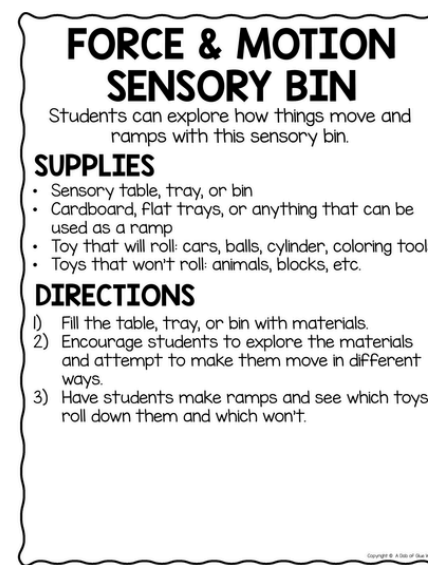 FORCE & MOTION
SENSORY BIN
Students can explore how things move and
ramps with this sensory bin.
SUPPLIES
• Sensory table, tray, or bin
• Cardboard, flat trays, or anything that can be
used as a ramp
• Toy that will roll: cars, balls, cylinder, coloring tool
• Toys that won't roll: animals, blocks, etc.
DIRECTIONS
1) Fill the table, tray, or bin with materials.
2) Encourage students to explore the materials
and attempt to make them move in different
ways.
3) Have students make ramps and see which toys
roll down them and which won't.
Copyright © A Dab of Glue